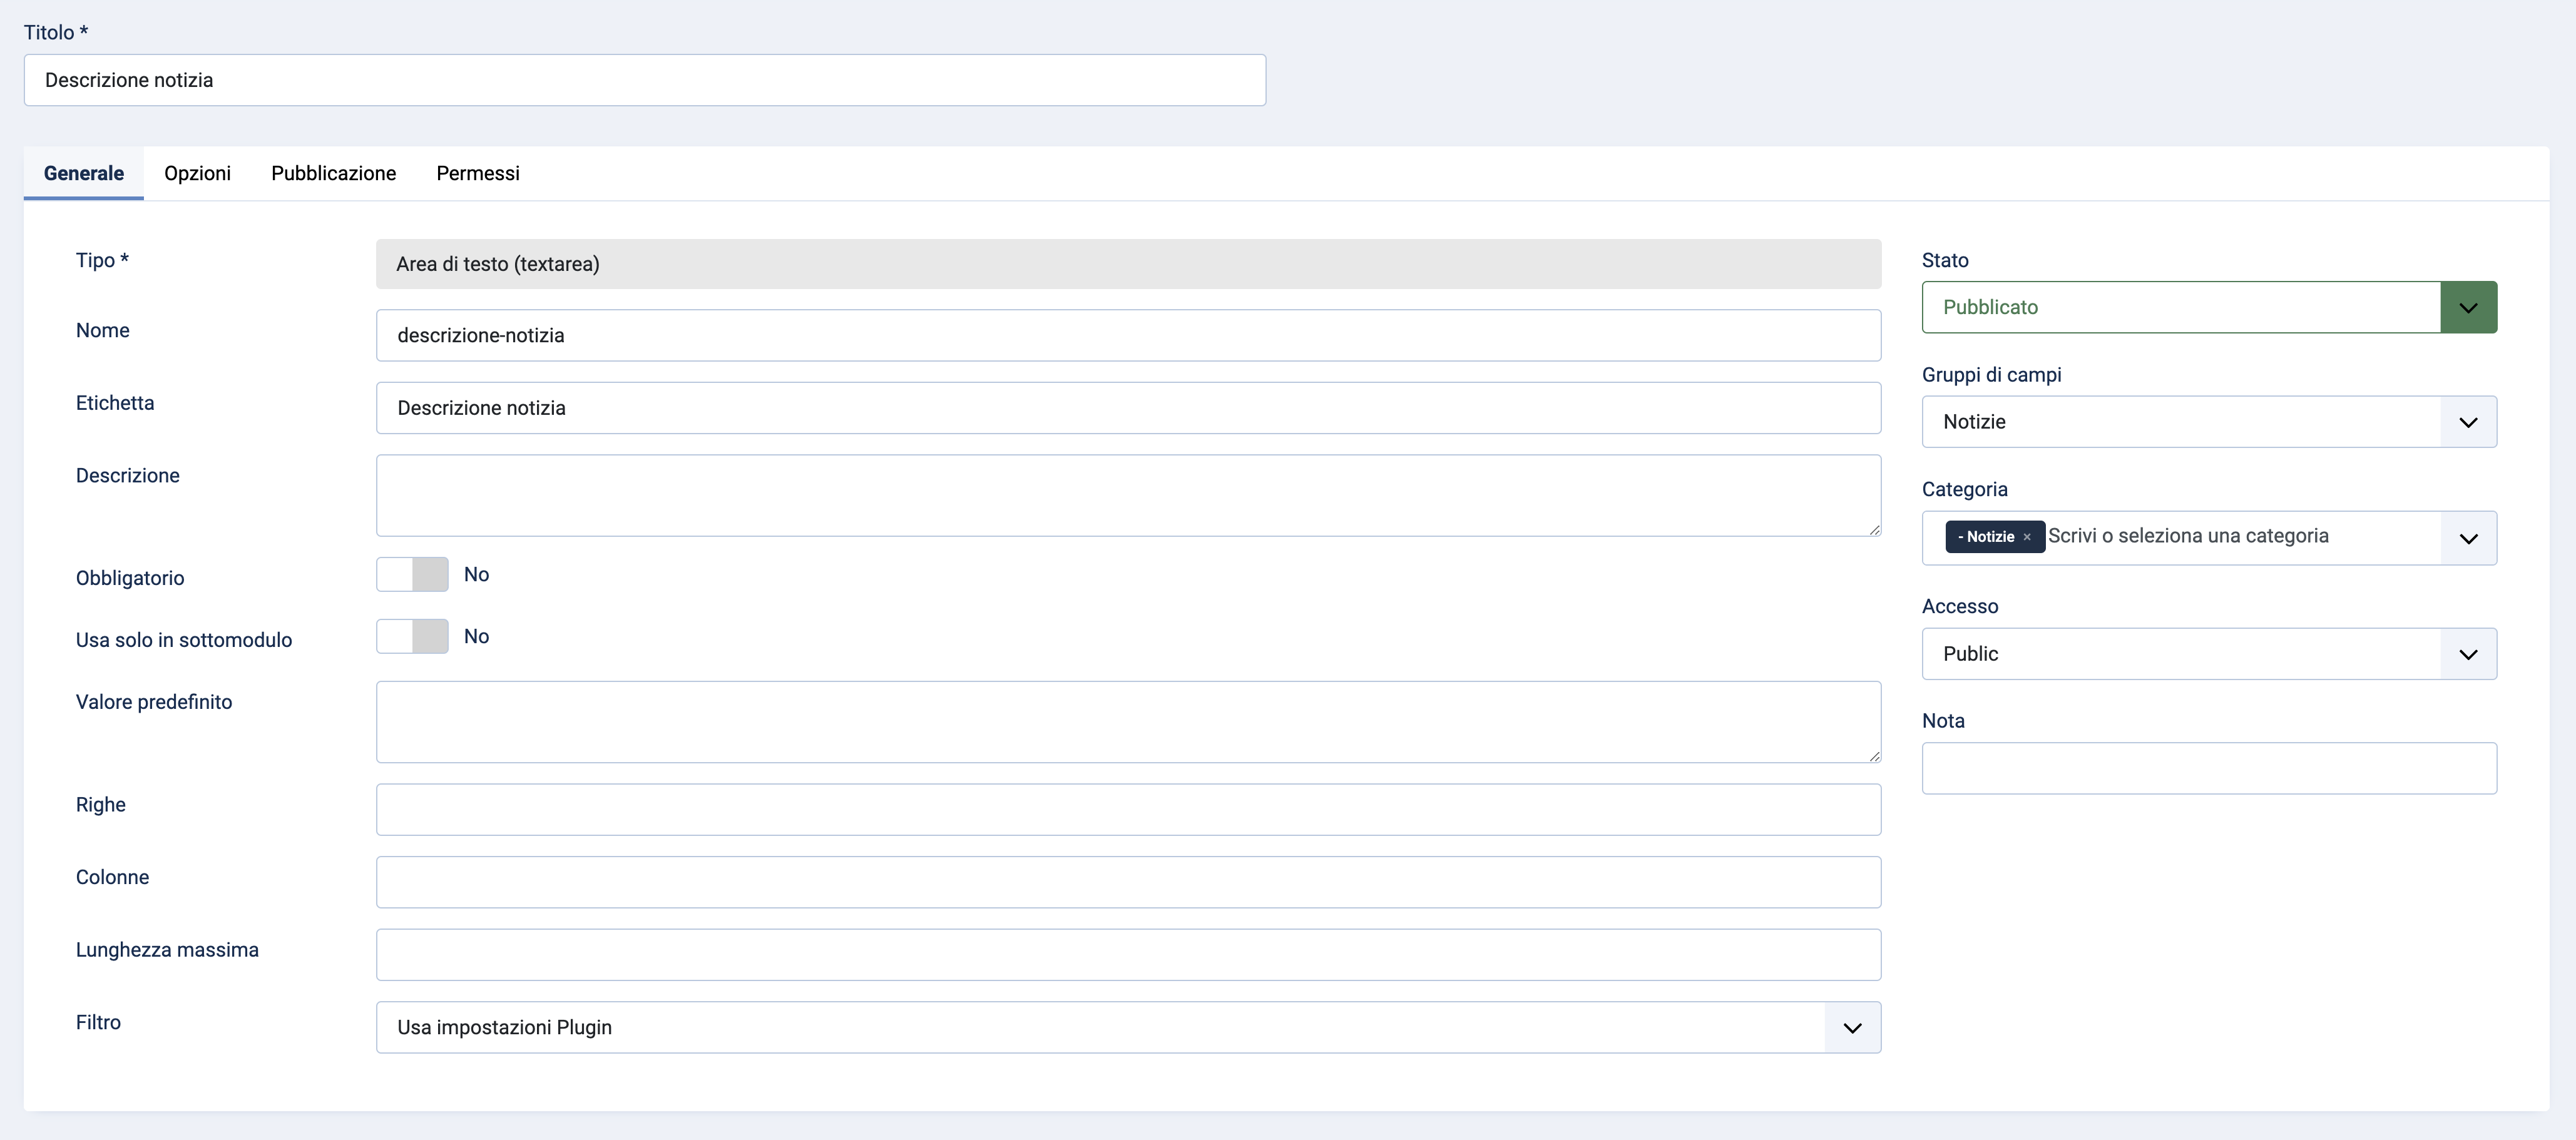 Titolo *
Descrizione notizia
Generale Opzioni Pubblicazione Permessi
Tipo *
Area di testo (textarea)
Nome
descrizione-notizia
Etichetta
Descrizione notizia
Descrizione
Obbligatorio
No
Usa solo in sottomodulo
No
Valore predefinito
Righe
Colonne
Lunghezza massima
Filtro
Usa impostazioni Plugin
Stato
Pubblicato
Gruppi di campi
Notizie
Categoria
- Notizie × Scrivi o seleziona una categoria
Accesso
Public
Nota